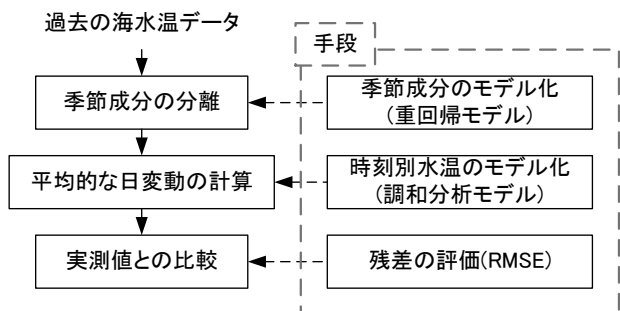 過去の海水温データ
手段
季節成分の分離
季節成分のモデル化
(重回帰モデル)
平均的な日変動の計算
時刻別水温のモデル化
(調和分析モデル)
実測値との比較
残差の評価(RMSE)